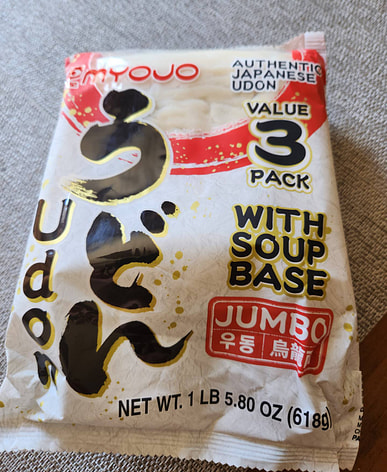 MYOJO
AUTHENTIC
JAPANESE
UDON
VALUE
3
PACK
うどん
Udon
WITH
SOUP
BASE
JUMBO
우동 烏龍
NET WT. 1 LB 5.80 OZ (618g)